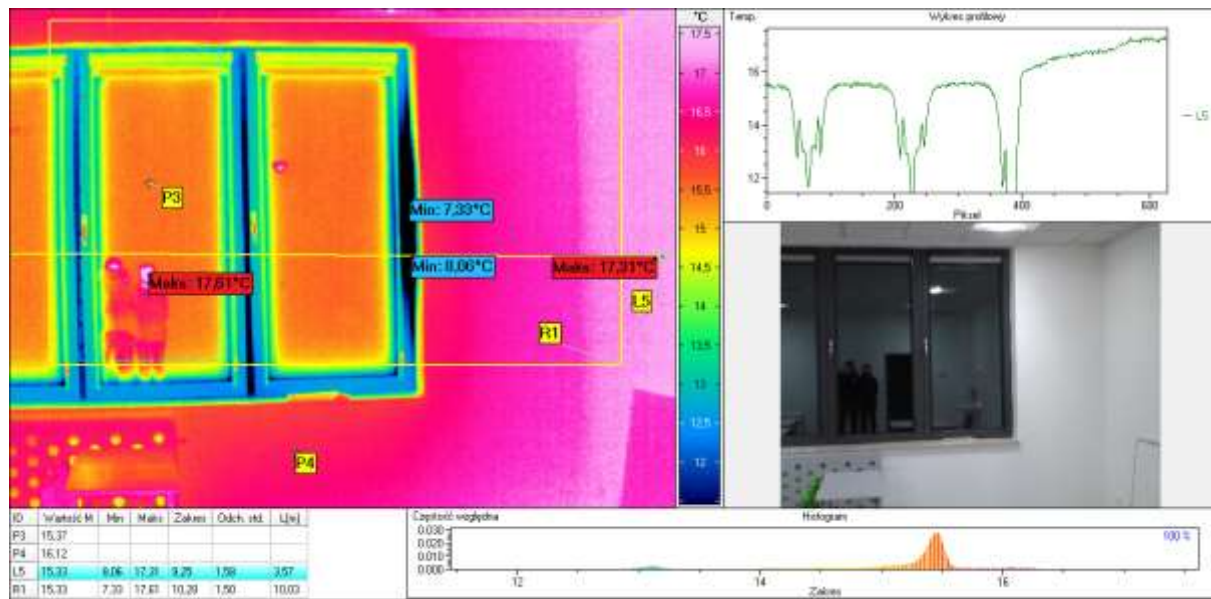 °C
17,5
17
16,5
16
15,5
15
14,5
14
13,5
13
12,5
12
P3
Min: 7,33°C
Min: 8,06°C
Maks: 17,61°C
Maks: 17,31°C
L5
R1
P4
Temp.
Wykres profilowy
16
14
12
0
200
400
600
Piksel
L5
ID Wartość M Min Maks Zakres Odch. std. L[m]
P3 15,37
P4 16,12
L5 15,33 8,06 17,31 9,25 1,58 3,57
R1 15,33 7,33 17,61 10,28 1,50 10,03
Częstość względna
Histogram
0.030
0.020
0.010
0.000
100 %
12
14
16
Zakres